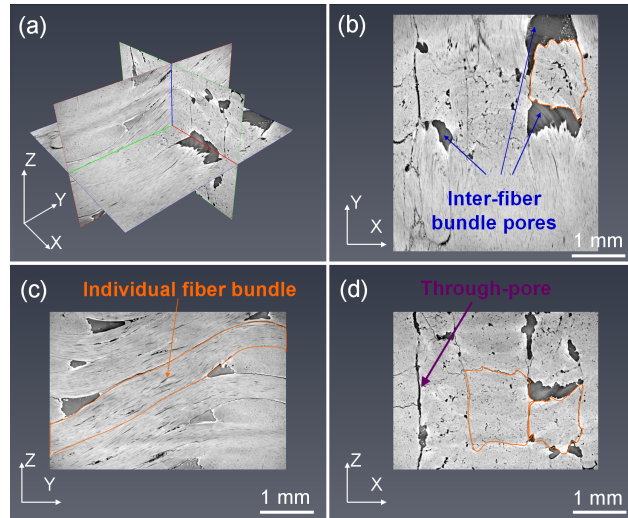 (a)
Z
Y
X
(b)
Inter-fiber
bundle pores
Y
X
1 mm
(c)
Individual fiber bundle
Z
Y
1 mm
(d)
Through-pore
Z
X
1 mm